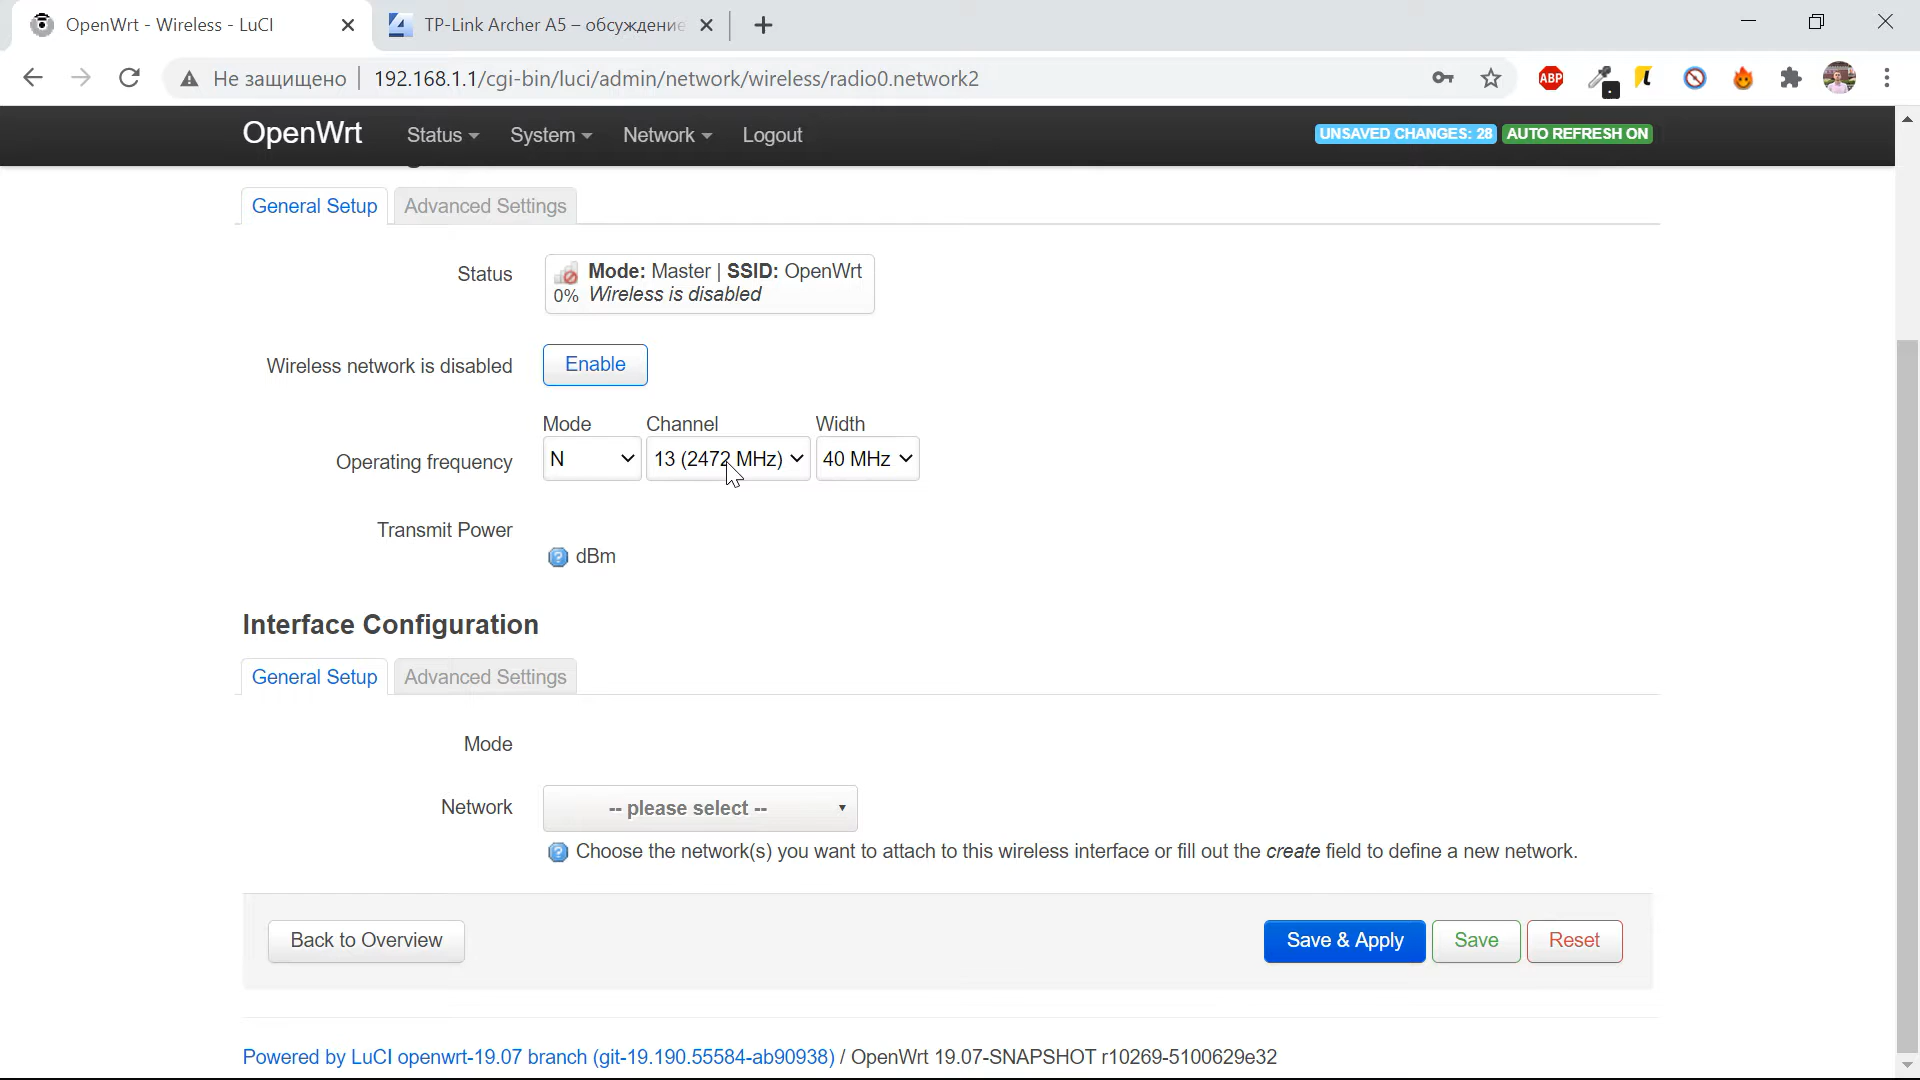 OpenWrt - Wireless - LuCI
TP-Link Archer A5 – обсуждение
Не защищено
192.168.1.1/cgi-bin/luci/admin/network/wireless/radio0.network2
ABP
OpenWrt Status System Network Logout
UNSAVED CHANGES: 28 AUTO REFRESH ON
General Setup Advanced Settings
Status
Mode: Master | SSID: OpenWrt
0% Wireless is disabled
Wireless network is disabled Enable
Mode Channel Width
Operating frequency N 13 (2472 MHz) 40 MHz
Transmit Power
dBm
Interface Configuration
General Setup Advanced Settings
Mode
Network -- please select --
Choose the network(s) you want to attach to this wireless interface or fill out the create field to define a new network.
Back to Overview Save & Apply Save Reset
Powered by LuCI openwrt-19.07 branch (git-19.190.55584-ab90938) / OpenWrt 19.07-SNAPSHOT r10269-5100629e32